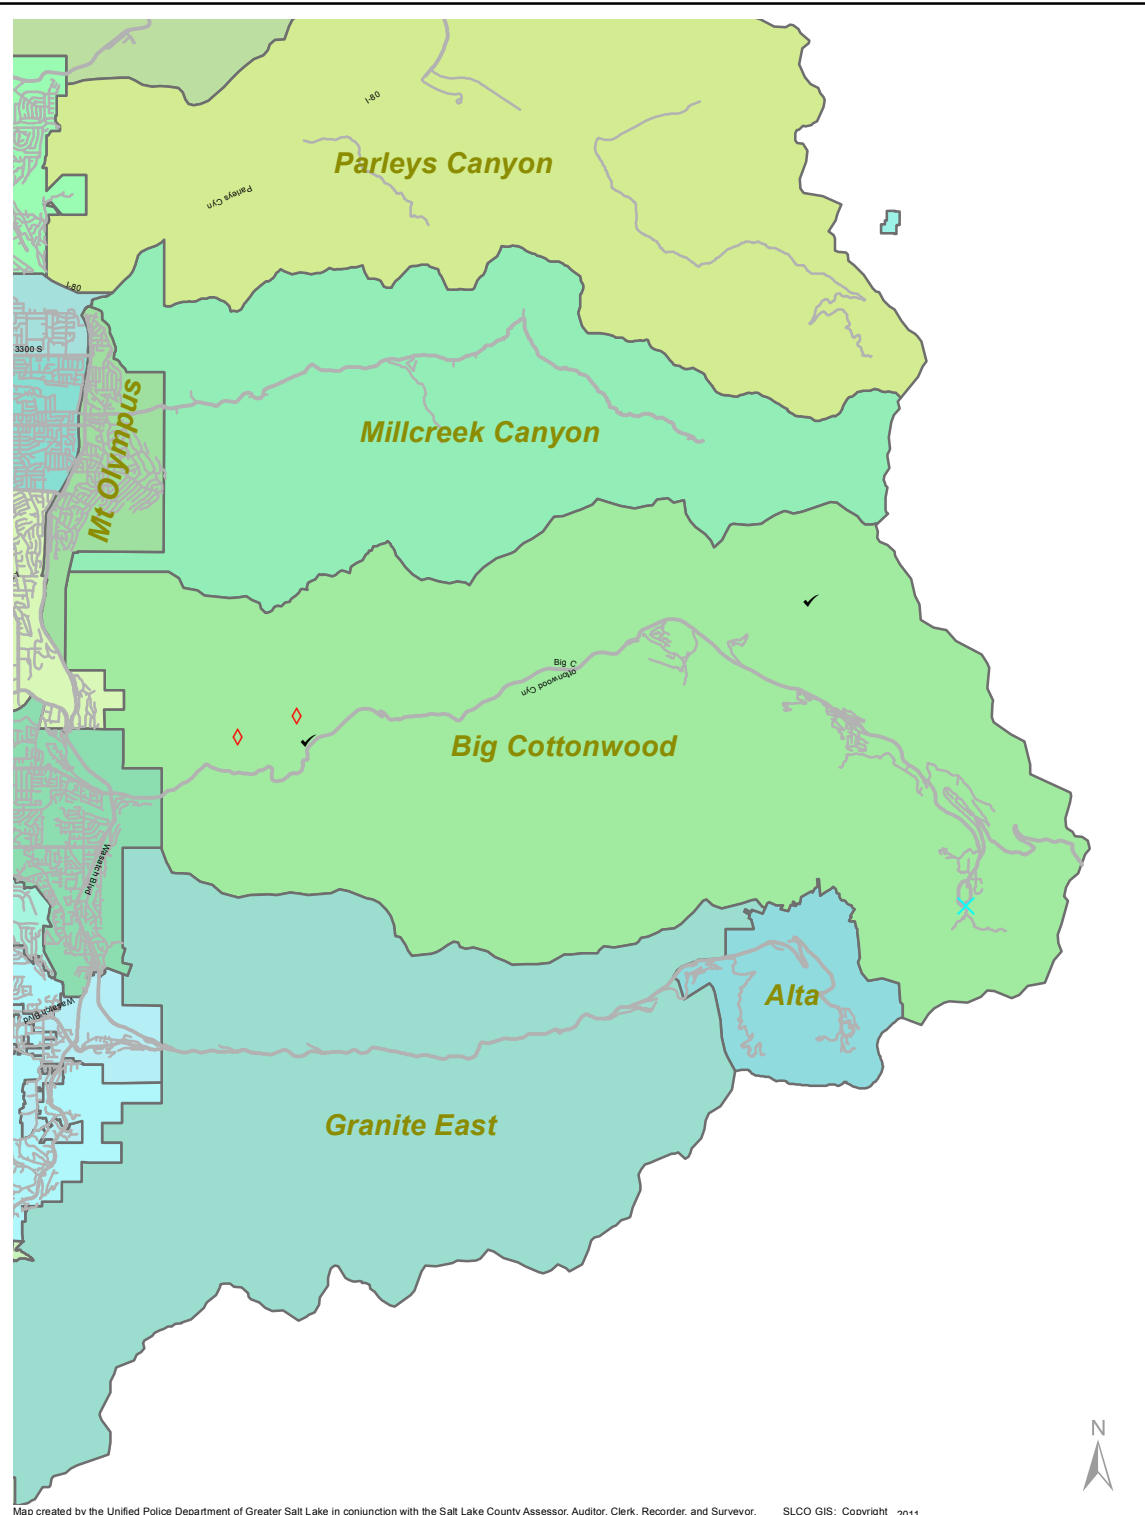 I-80
Parleys Canyon
Parleys Cyn
I-80
3300 S
Mt Olympus
Millcreek Canyon
Big C
ottonwood Cyn
Big Cottonwood
Wasatch Blvd
Alta
Wasatch Blvd
Granite East
N
Map created by the Unified Police Department of Greater Salt Lake in conjunction with the Salt Lake County Assessor, Auditor, Clerk, Recorder, and Surveyor. SLCO GIS: Copyright 2011